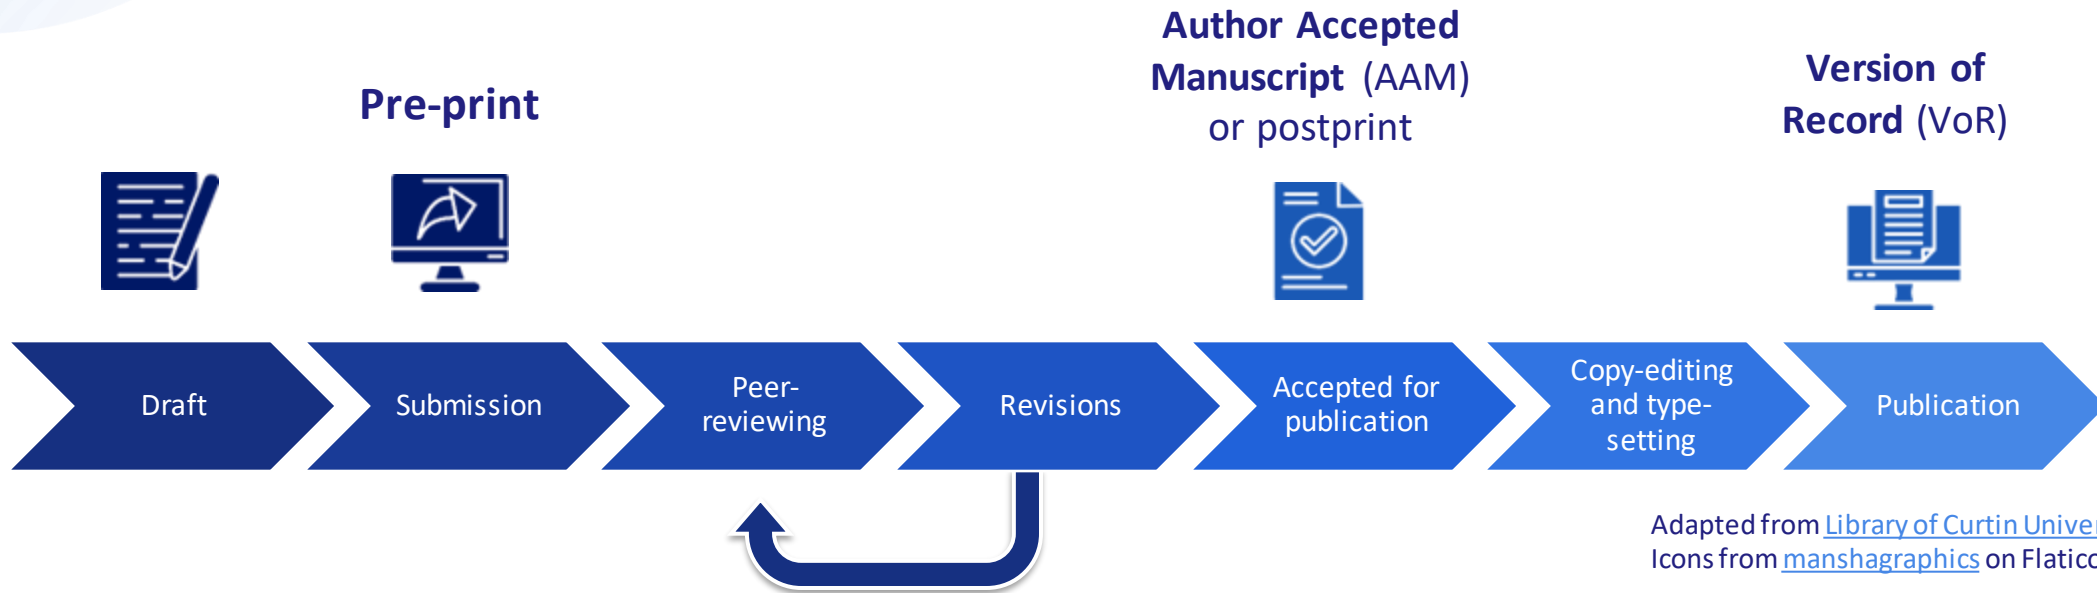 Pre-print
Author Accepted
Manuscript (AAM)
or postprint
Version of
Record (VoR)
Draft
Submission
Peer-
reviewing
Revisions
Accepted for
publication
Copy-editing
and type-
setting
Publication
Adapted from Library of Curtin
Icons from manshagraphics on